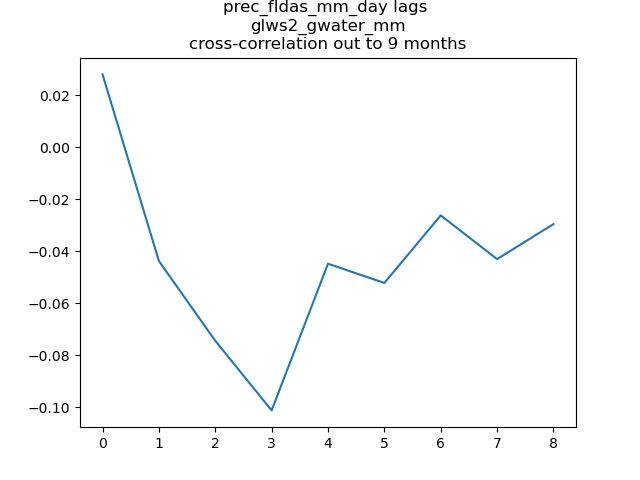 prec_fldas_mm_day lags
glws2_gwater_mm
cross-correlation out to 9 months
0.02
0.00
−0.02
−0.04
−0.06
−0.08
−0.10
0 1 2 3 4 5 6 7 8